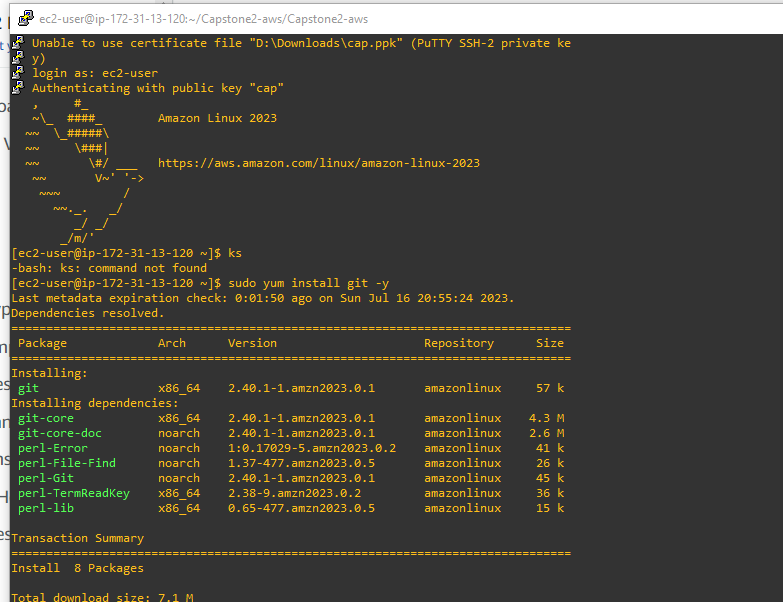 ec2-user@ip-172-31-13-120:~/Capstone2-aws/Capstone2-aws
Unable to use certificate file "D:\Downloads\cap.ppk" (PuTTY SSH-2 private ke
y)
login as: ec2-user
Authenticating with public key "cap"
   ,     #_
   ~\_  ####_        Amazon Linux 2023
  ~~  \_#####\
  ~~     \###|
  ~~       \#/ ___   https://aws.amazon.com/linux/amazon-linux-2023
   ~~       V~' '->
    ~~~         /
      ~~._.   _/
         _/ _/
       _/m/'
[ec2-user@ip-172-31-13-120 ~]$ ks
-bash: ks: command not found
[ec2-user@ip-172-31-13-120 ~]$ sudo yum install git -y
Last metadata expiration check: 0:01:50 ago on Sun Jul 16 20:55:24 2023.
Dependencies resolved.
================================================================================
Package Arch Version Repository Size
================================================================================
Installing:
git x86_64 2.40.1-1.amzn2023.0.1 amazonlinux 57 k
Installing dependencies:
git-core x86_64 2.40.1-1.amzn2023.0.1 amazonlinux 4.3 M
git-core-doc noarch 2.40.1-1.amzn2023.0.1 amazonlinux 2.6 M
perl-Error noarch 1:0.17029-5.amzn2023.0.2 amazonlinux 41 k
perl-File-Find noarch 1.37-477.amzn2023.0.5 amazonlinux 26 k
perl-Git noarch 2.40.1-1.amzn2023.0.1 amazonlinux 45 k
perl-TermReadKey x86_64 2.38-9.amzn2023.0.2 amazonlinux 36 k
perl-lib x86_64 0.65-477.amzn2023.0.5 amazonlinux 15 k
Transaction Summary
================================================================================
Install 8 Packages
Total download size: 7.1 M